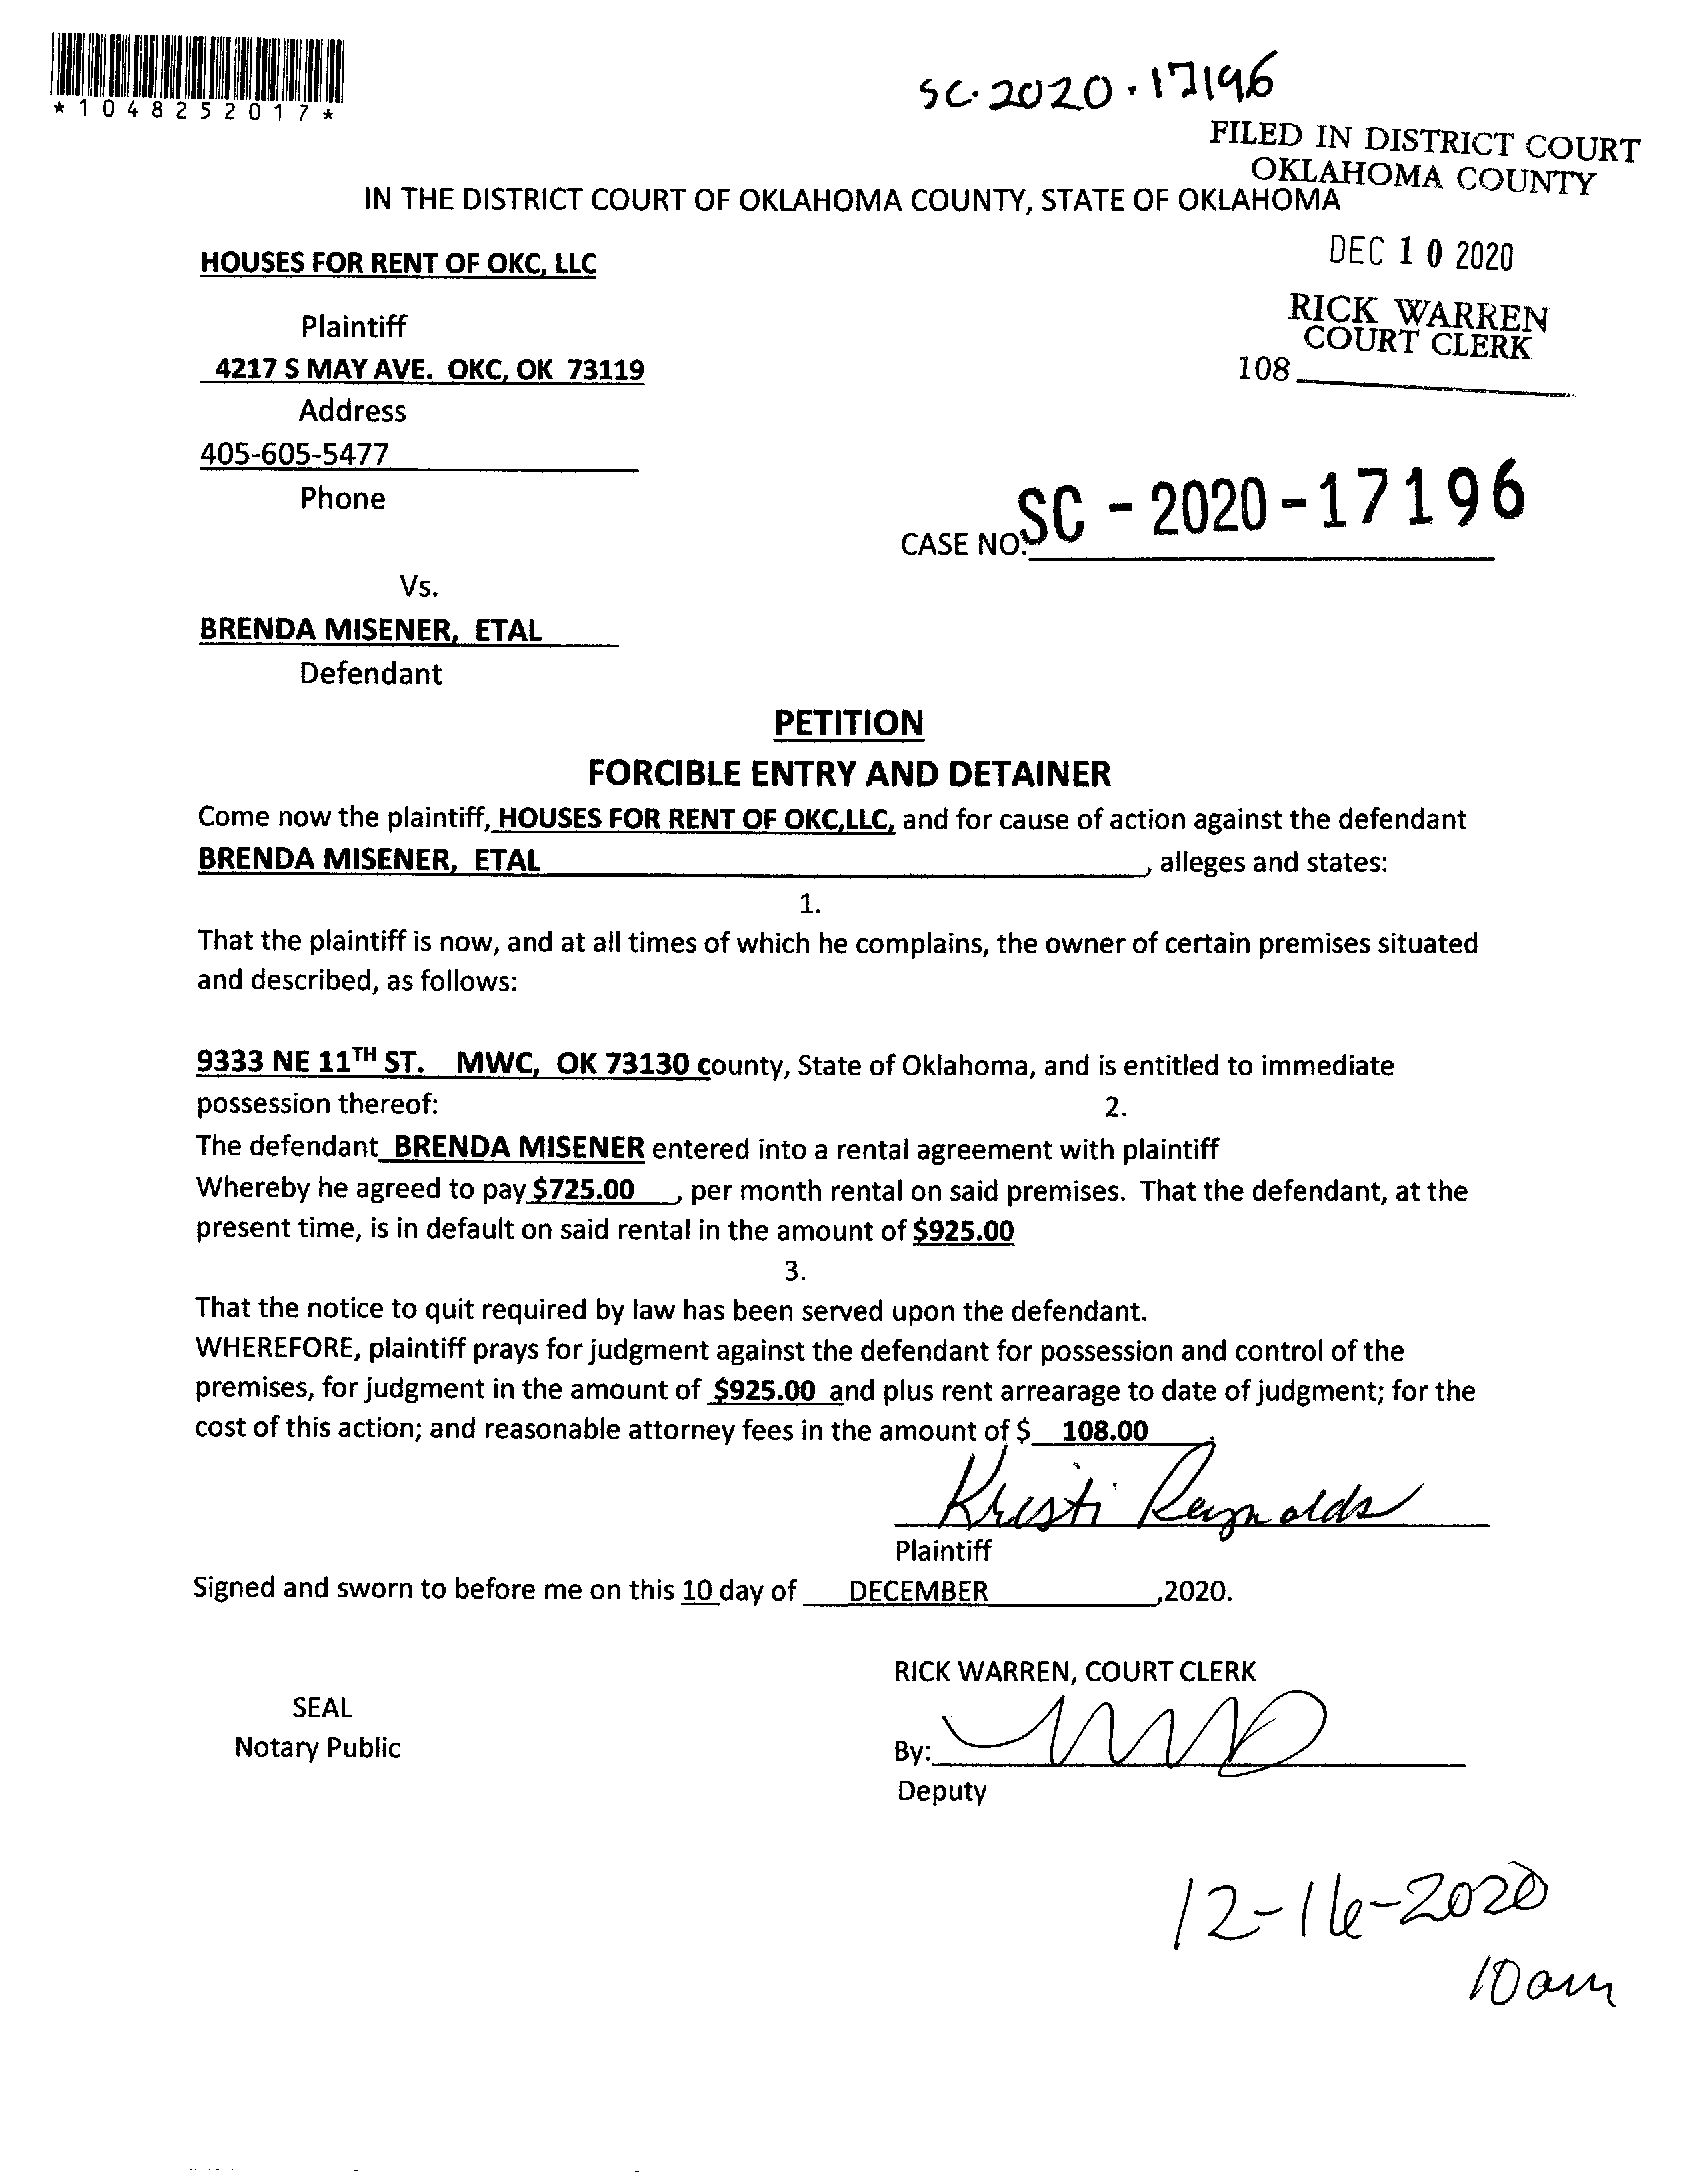 *1048252017*
SC-2020-17196
FILED IN DISTRICT COURT
OKLAHOMA COUNTY
IN THE DISTRICT COURT OF OKLAHOMA COUNTY, STATE OF OKLAHOMA
DEC 10 2020
HOUSES FOR RENT OF OKC, LLC
RICK WARREN
COURT CLERK
Plaintiff
108
4217 S MAY AVE. OKC, OK 73119
Address
405-605-5477
Phone
CASE NO. SC - 2020 - 17196
Vs.
BRENDA MISENER, ETAL
Defendant
PETITION
FORCIBLE ENTRY AND DETAINER
Come now the plaintiff, HOUSES FOR RENT OF OKC,LLC, and for cause of action against the defendant
BRENDA MISENER, ETAL, alleges and states:
1.
That the plaintiff is now, and at all times of which he complains, the owner of certain premises situated
and described, as follows:
9333 NE 11TH ST. MWC, OK 73130 county, State of Oklahoma, and is entitled to immediate
possession thereof:
2.
The defendant BRENDA MISENER entered into a rental agreement with plaintiff
Whereby he agreed to pay $725.00, per month rental on said premises. That the defendant, at the
present time, is in default on said rental in the amount of $925.00
3.
That the notice to quit required by law has been served upon the defendant.
WHEREFORE, plaintiff prays for judgment against the defendant for possession and control of the
premises, for judgment in the amount of $925.00 and plus rent arrearage to date of judgment; for the
cost of this action; and reasonable attorney fees in the amount of $ 108.00.
Kristi Reynolds
Plaintiff
Signed and sworn to before me on this 10 day of DECEMBER,2020.
RICK WARREN, COURT CLERK
SEAL
Notary Public
By:
Deputy
12-16-2020
10am